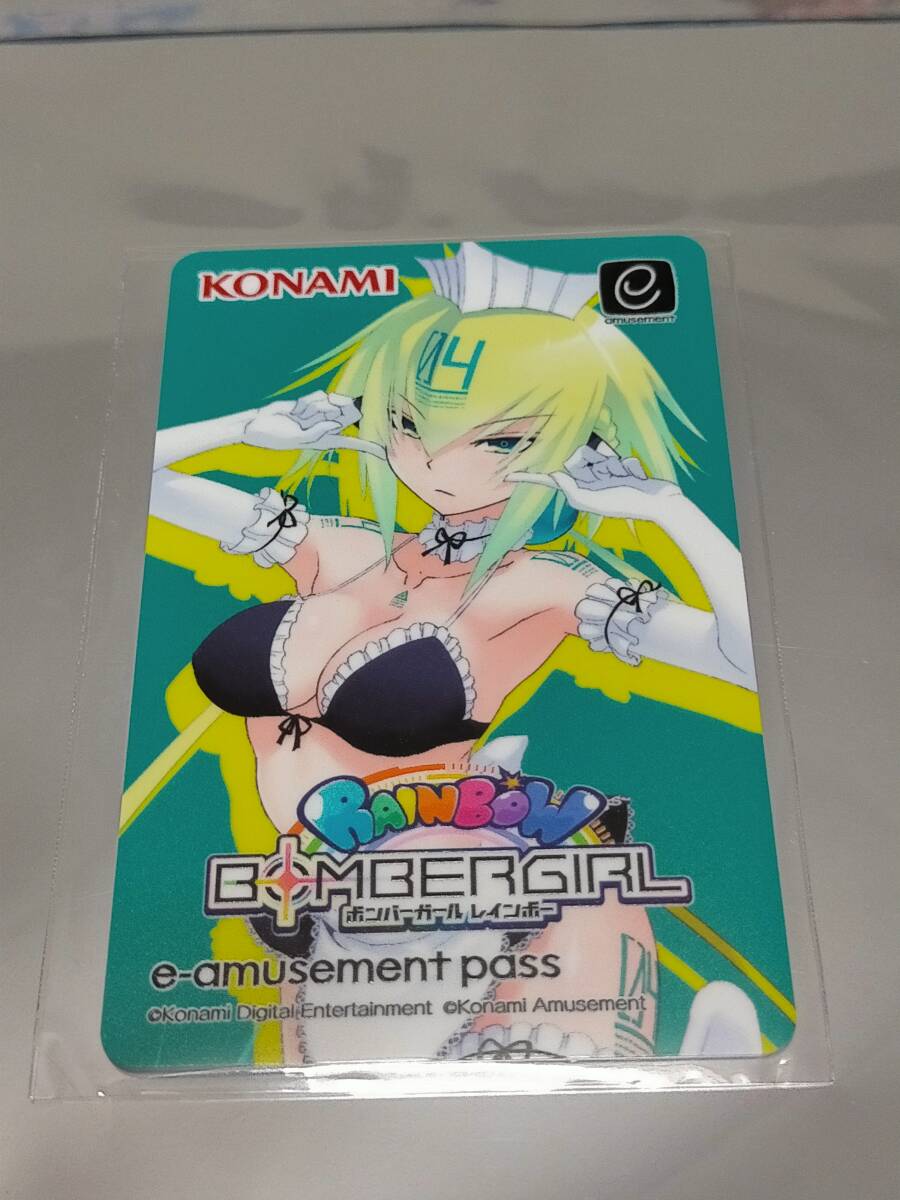 KONAMI
e
amusement
04
RAINBOW
BOMBERGIRL
ボンバーガール レインボー
e-amusement pass
©Konami Digital Entertainment ©Konami Amusement
04